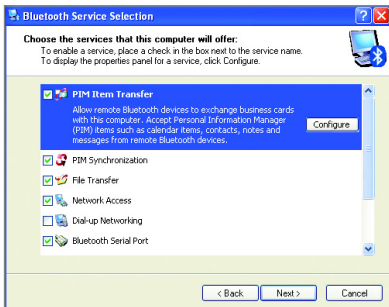 Bluetooth Service Selection
Choose the services that this computer will offer:
To enable a service, place a check in the box next to the service name.
To display the properties panel for a service, click Configure.
PIM Item Transfer
Allow remote Bluetooth devices to exchange business cards
with this computer. Accept Personal Information Manager
(PIM) items such as calendar items, contacts, notes and
messages from remote Bluetooth devices.
Configure
PIM Synchronization
File Transfer
Network Access
Dial-up Networking
Bluetooth Serial Port
< Back
Next >
Cancel